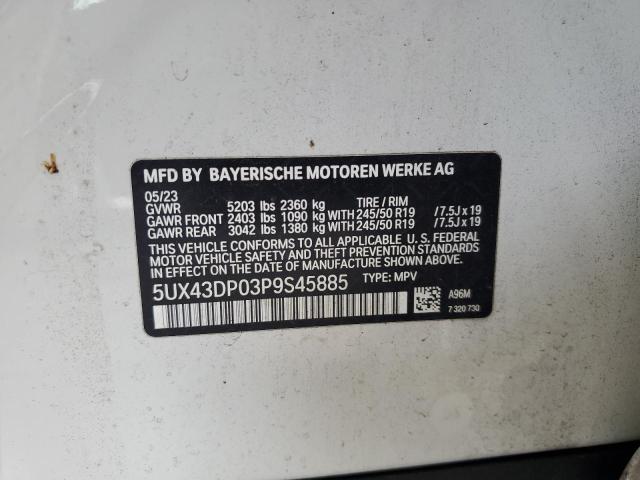 MFD BY BAYERISCHE MOTOREN WERKE AG
05/23
GVWR 5203 lbs 2360 kg TIRE / RIM
GAWR FRONT 2403 lbs 1090 kg WITH 245/50 R19 /7.5J x 19
GAWR REAR 3042 lbs 1380 kg WITH 245/50 R19 /7.5J x 19
THIS VEHICLE CONFORMS TO ALL APPLICABLE U. S. FEDERAL
MOTOR VEHICLE SAFETY AND THEFT PREVENTION STANDARDS
IN EFFECT ON THE DATE OF MANUFACTURE SHOWN ABOVE.
5UX43DP03P9S45885 TYPE: MPV
A96M
7 320 730